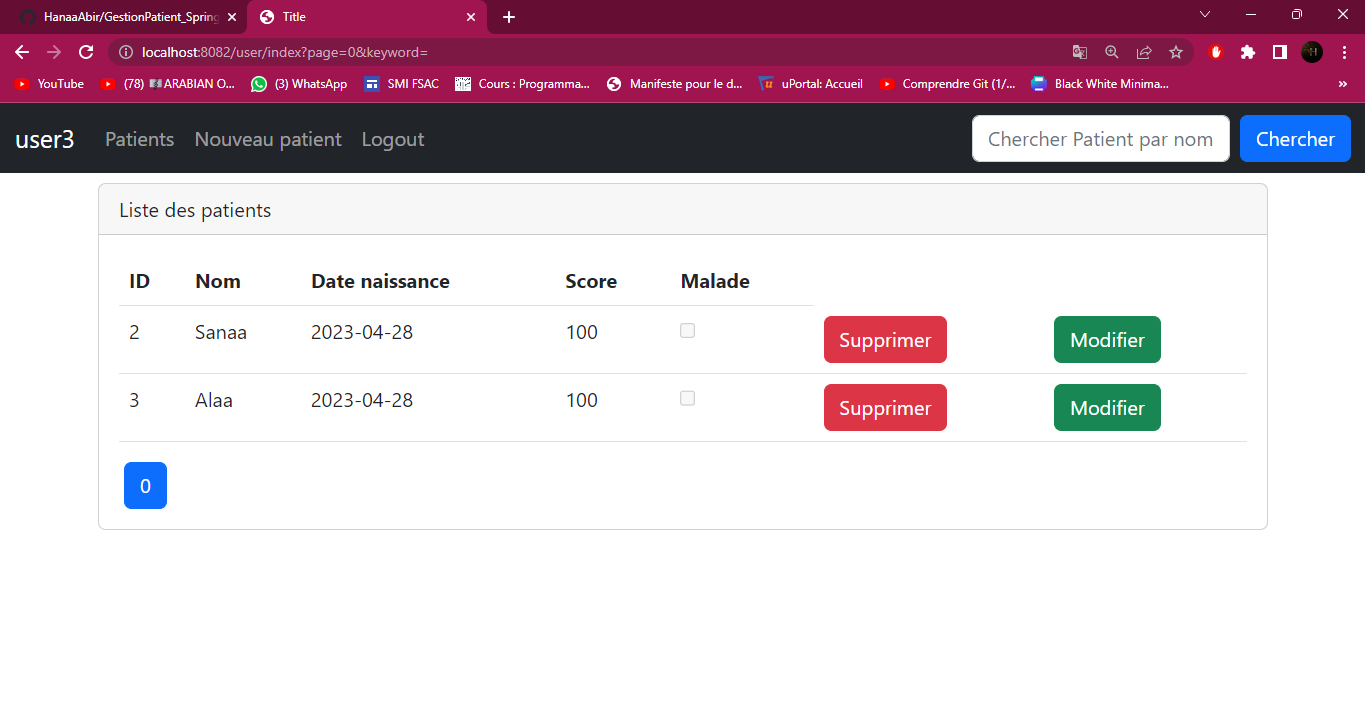 HanaaAbir/GestionPatient_Spring
Title
localhost:8082/user/index?page=0&keyword=
YouTube
(78) ARABIAN O...
(3) WhatsApp
SMI FSAC
Cours : Programma...
Manifeste pour le d...
uPortal: Accueil
Comprendre Git (1/...
Black White Minima...
»
user3 Patients Nouveau patient Logout Chercher Patient par nom Chercher
Liste des patients
ID Nom Date naissance Score Malade
2 Sanaa 2023-04-28 100 Supprimer Modifier
3 Alaa 2023-04-28 100 Supprimer Modifier
0